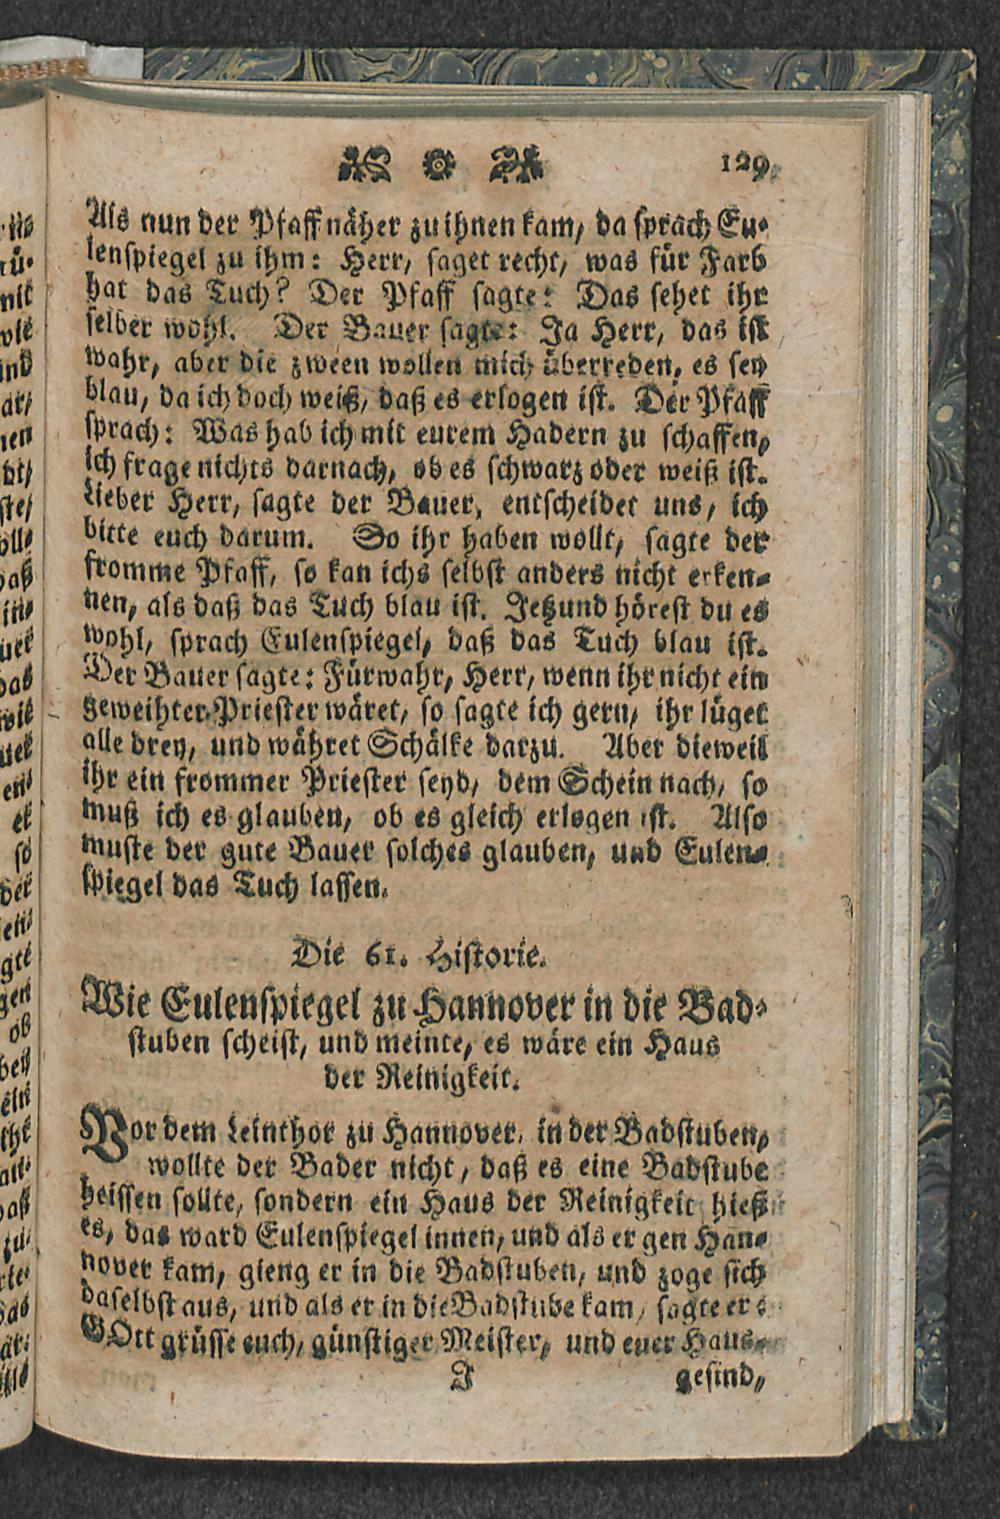 129
Als nun der Pfaff näher zu ihnen kam, da sprach Eu-
lenspiegel zu ihm: Herr, saget recht, was für Farb
hat das Tuch? Der Pfaff sagte: Das sehet ihr
selber wohl. Der Bauer sagte: Ja Herr, das ist
wahr, aber die zween wollen mich überreden, es sey
blau, da ich doch weiß, daß es erlogen ist. Der Pfaff
sprach: Was hab ich mit eurem Hadern zu schaffen,
ich frage nichts darnach, ob es schwarz oder weiß ist.
Lieber Herr, sagte der Bauer, entscheidet uns, ich
bitte euch darum. So ihr haben wollt, sagte der
fromme Pfaff, so kan ichs selbst anders nicht erken-
nen, als daß das Tuch blau ist. Jetzund hörest du es
wohl, sprach Eulenspiegel, daß das Tuch blau ist.
Der Bauer sagte: Fürwahr, Herr, wenn ihr nicht ein
geweihter Priester wäret, so sagte ich gern, ihr lüget
alle drey, und währet Schälke darzu. Aber dieweil
ihr ein frommer Priester seyd, dem Schein nach, so
muß ich es glauben, ob es gleich erlogen ist. Also
muste der gute Bauer solches glauben, und Eulen-
spiegel das Tuch lassen.
Die 61. Historie.
Wie Eulenspiegel zu Hannover in die Bad-
stuben scheist, und meinte, es wäre ein Haus
der Reinigkeit.
Vor dem Leinthor zu Hannover, in der Badstuben,
wollte der Bader nicht, daß es eine Badstube
heissen sollte, sondern ein Haus der Reinigkeit hieß
es, das ward Eulenspiegel innen, und als er gen Han-
nover kam, gieng er in die Badstuben, und zoge sich
daselbst aus, und als er in die Badstube kam, sagte er:
GOtt grüsse euch, günstiger Meister, und euer Haus-
J gesind,